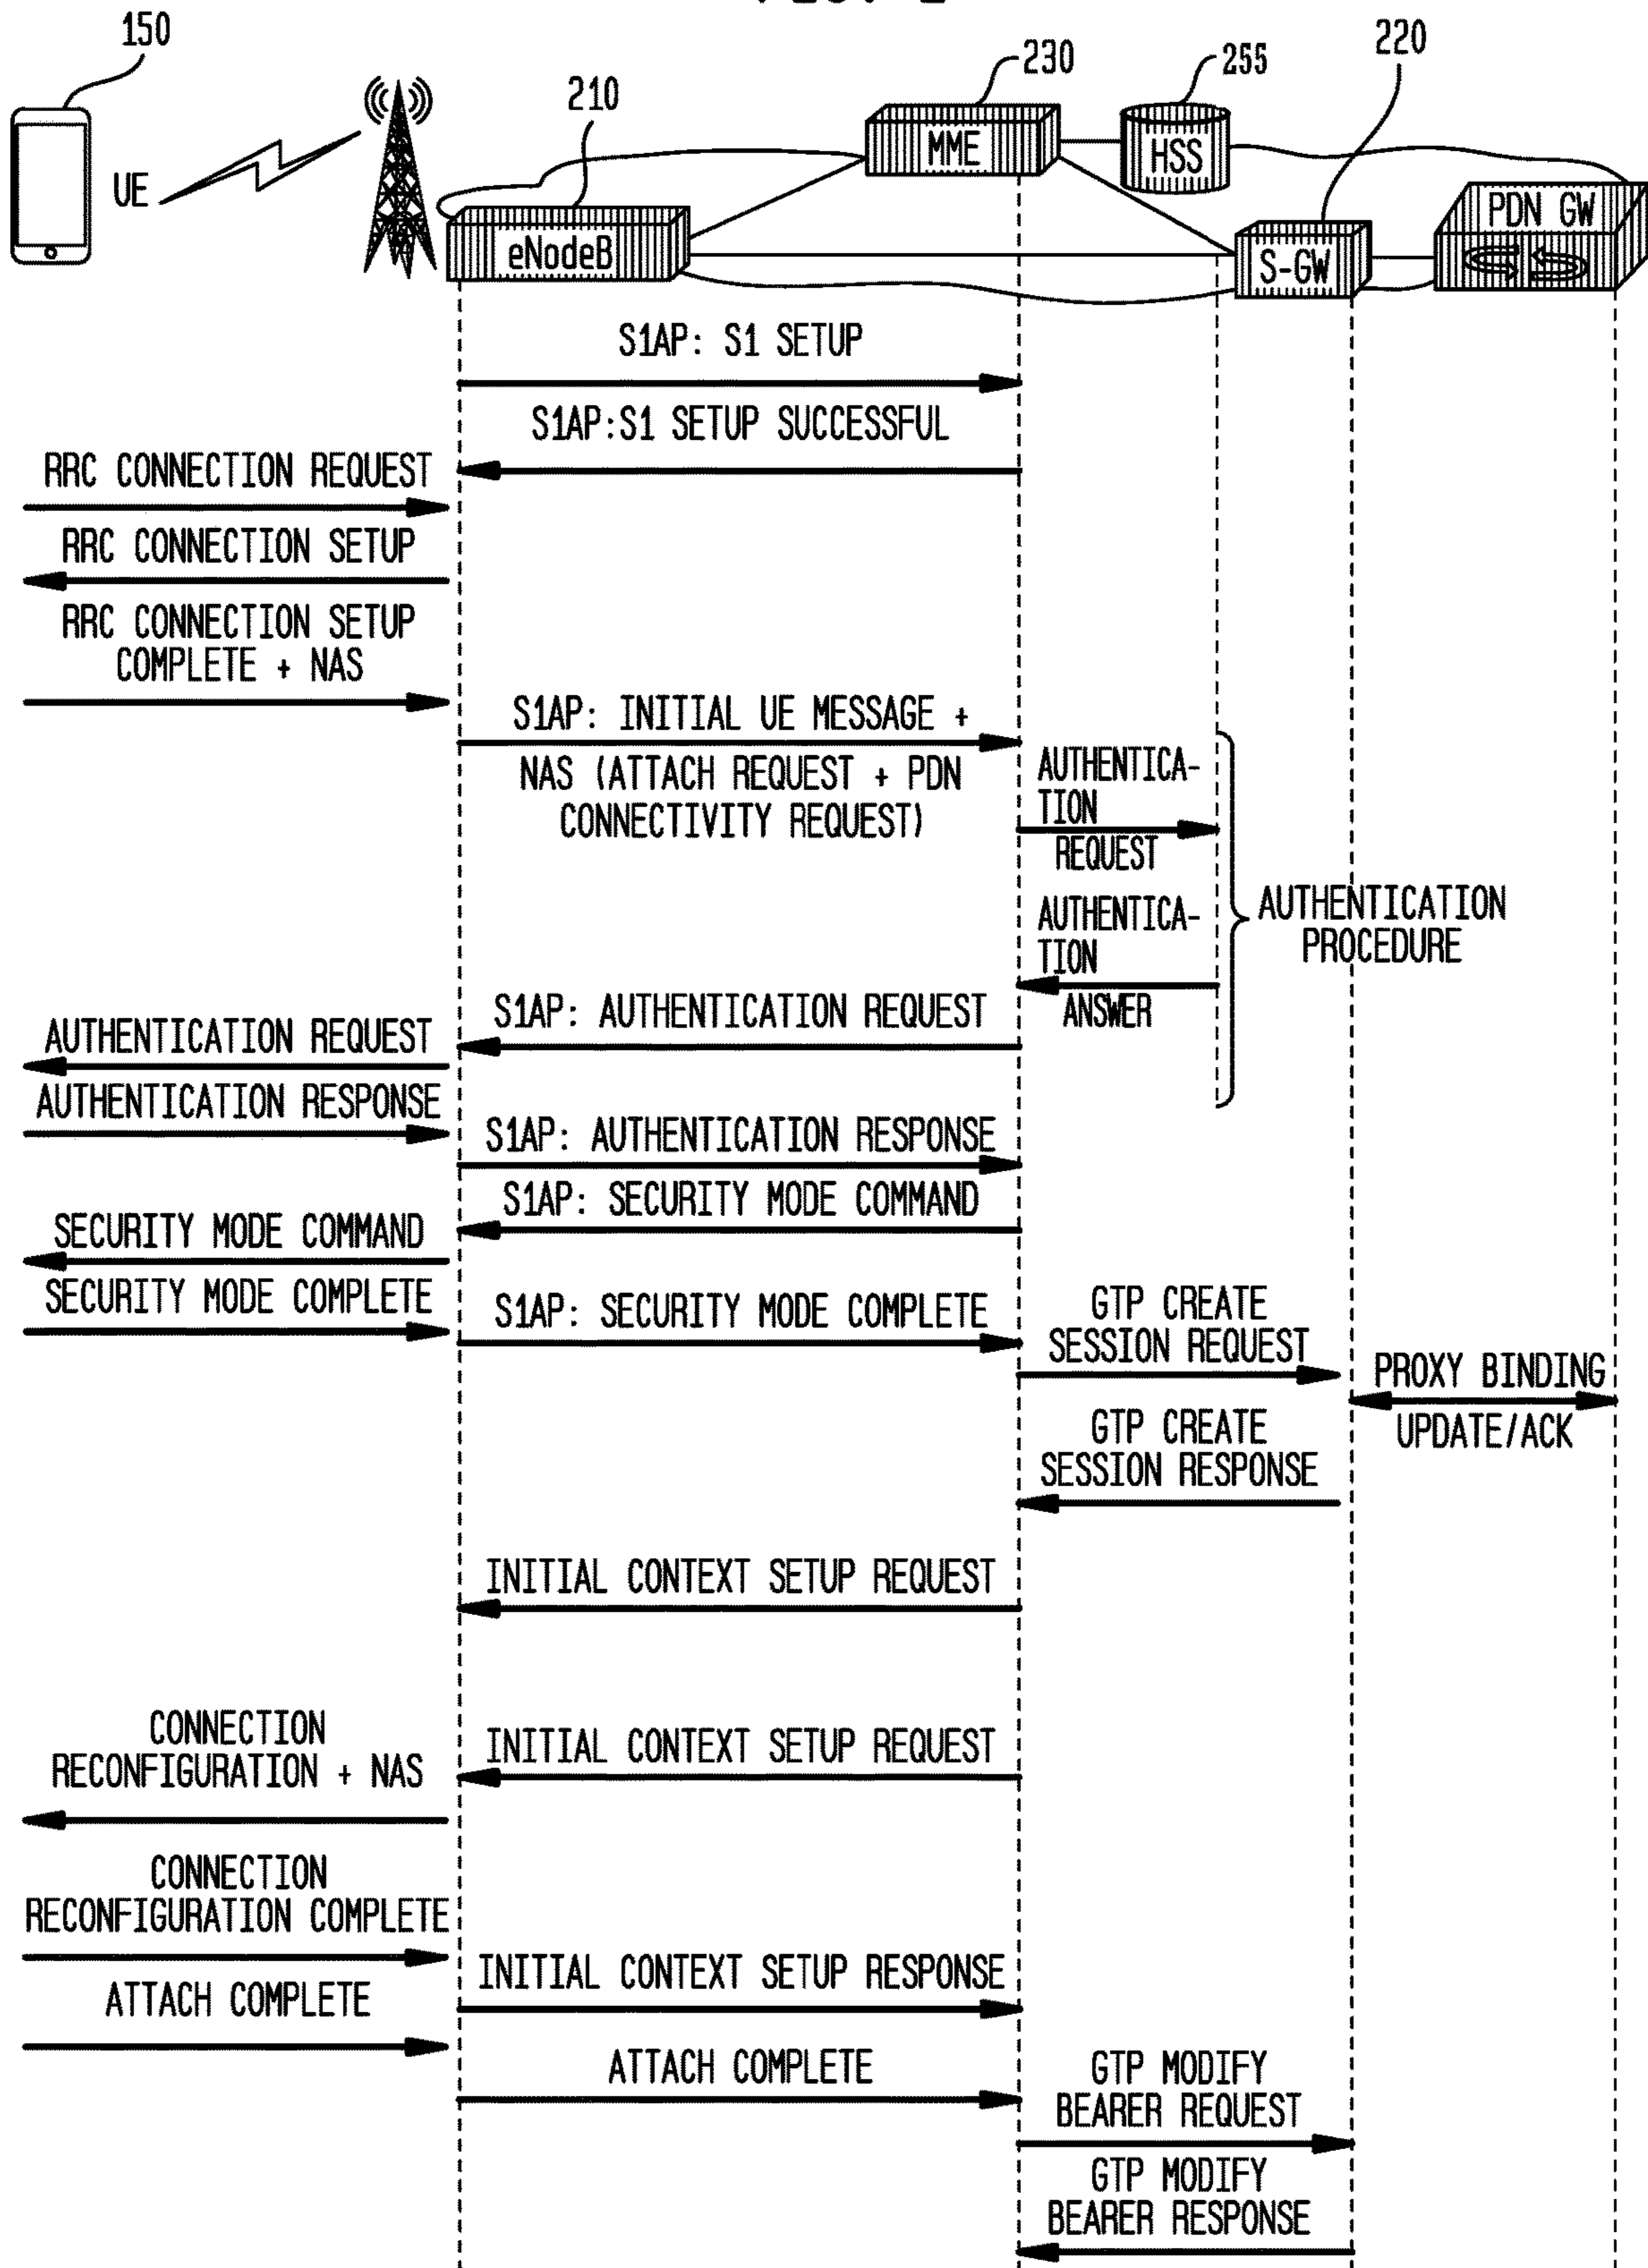 150
230
255
220
210
MME
HSS
UE
PDN GW
eNodeB
S-GW
S1AP: S1 SETUP
S1AP:S1 SETUP SUCCESSFUL
RRC CONNECTION REQUEST
RRC CONNECTION SETUP
RRC CONNECTION SETUP
COMPLETE + NAS
S1AP: INITIAL UE MESSAGE +
NAS (ATTACH REQUEST + PDN
CONNECTIVITY REQUEST)
AUTHENTICA-
TION
REQUEST
AUTHENTICA-
TION
ANSWER
AUTHENTICATION
PROCEDURE
S1AP: AUTHENTICATION REQUEST
AUTHENTICATION REQUEST
AUTHENTICATION RESPONSE
S1AP: AUTHENTICATION RESPONSE
S1AP: SECURITY MODE COMMAND
SECURITY MODE COMMAND
SECURITY MODE COMPLETE
S1AP: SECURITY MODE COMPLETE
GTP CREATE
SESSION REQUEST
PROXY BINDING
UPDATE/ACK
GTP CREATE
SESSION RESPONSE
INITIAL CONTEXT SETUP REQUEST
CONNECTION
RECONFIGURATION + NAS
INITIAL CONTEXT SETUP REQUEST
CONNECTION
RECONFIGURATION COMPLETE
INITIAL CONTEXT SETUP RESPONSE
ATTACH COMPLETE
ATTACH COMPLETE
GTP MODIFY
BEARER REQUEST
GTP MODIFY
BEARER RESPONSE